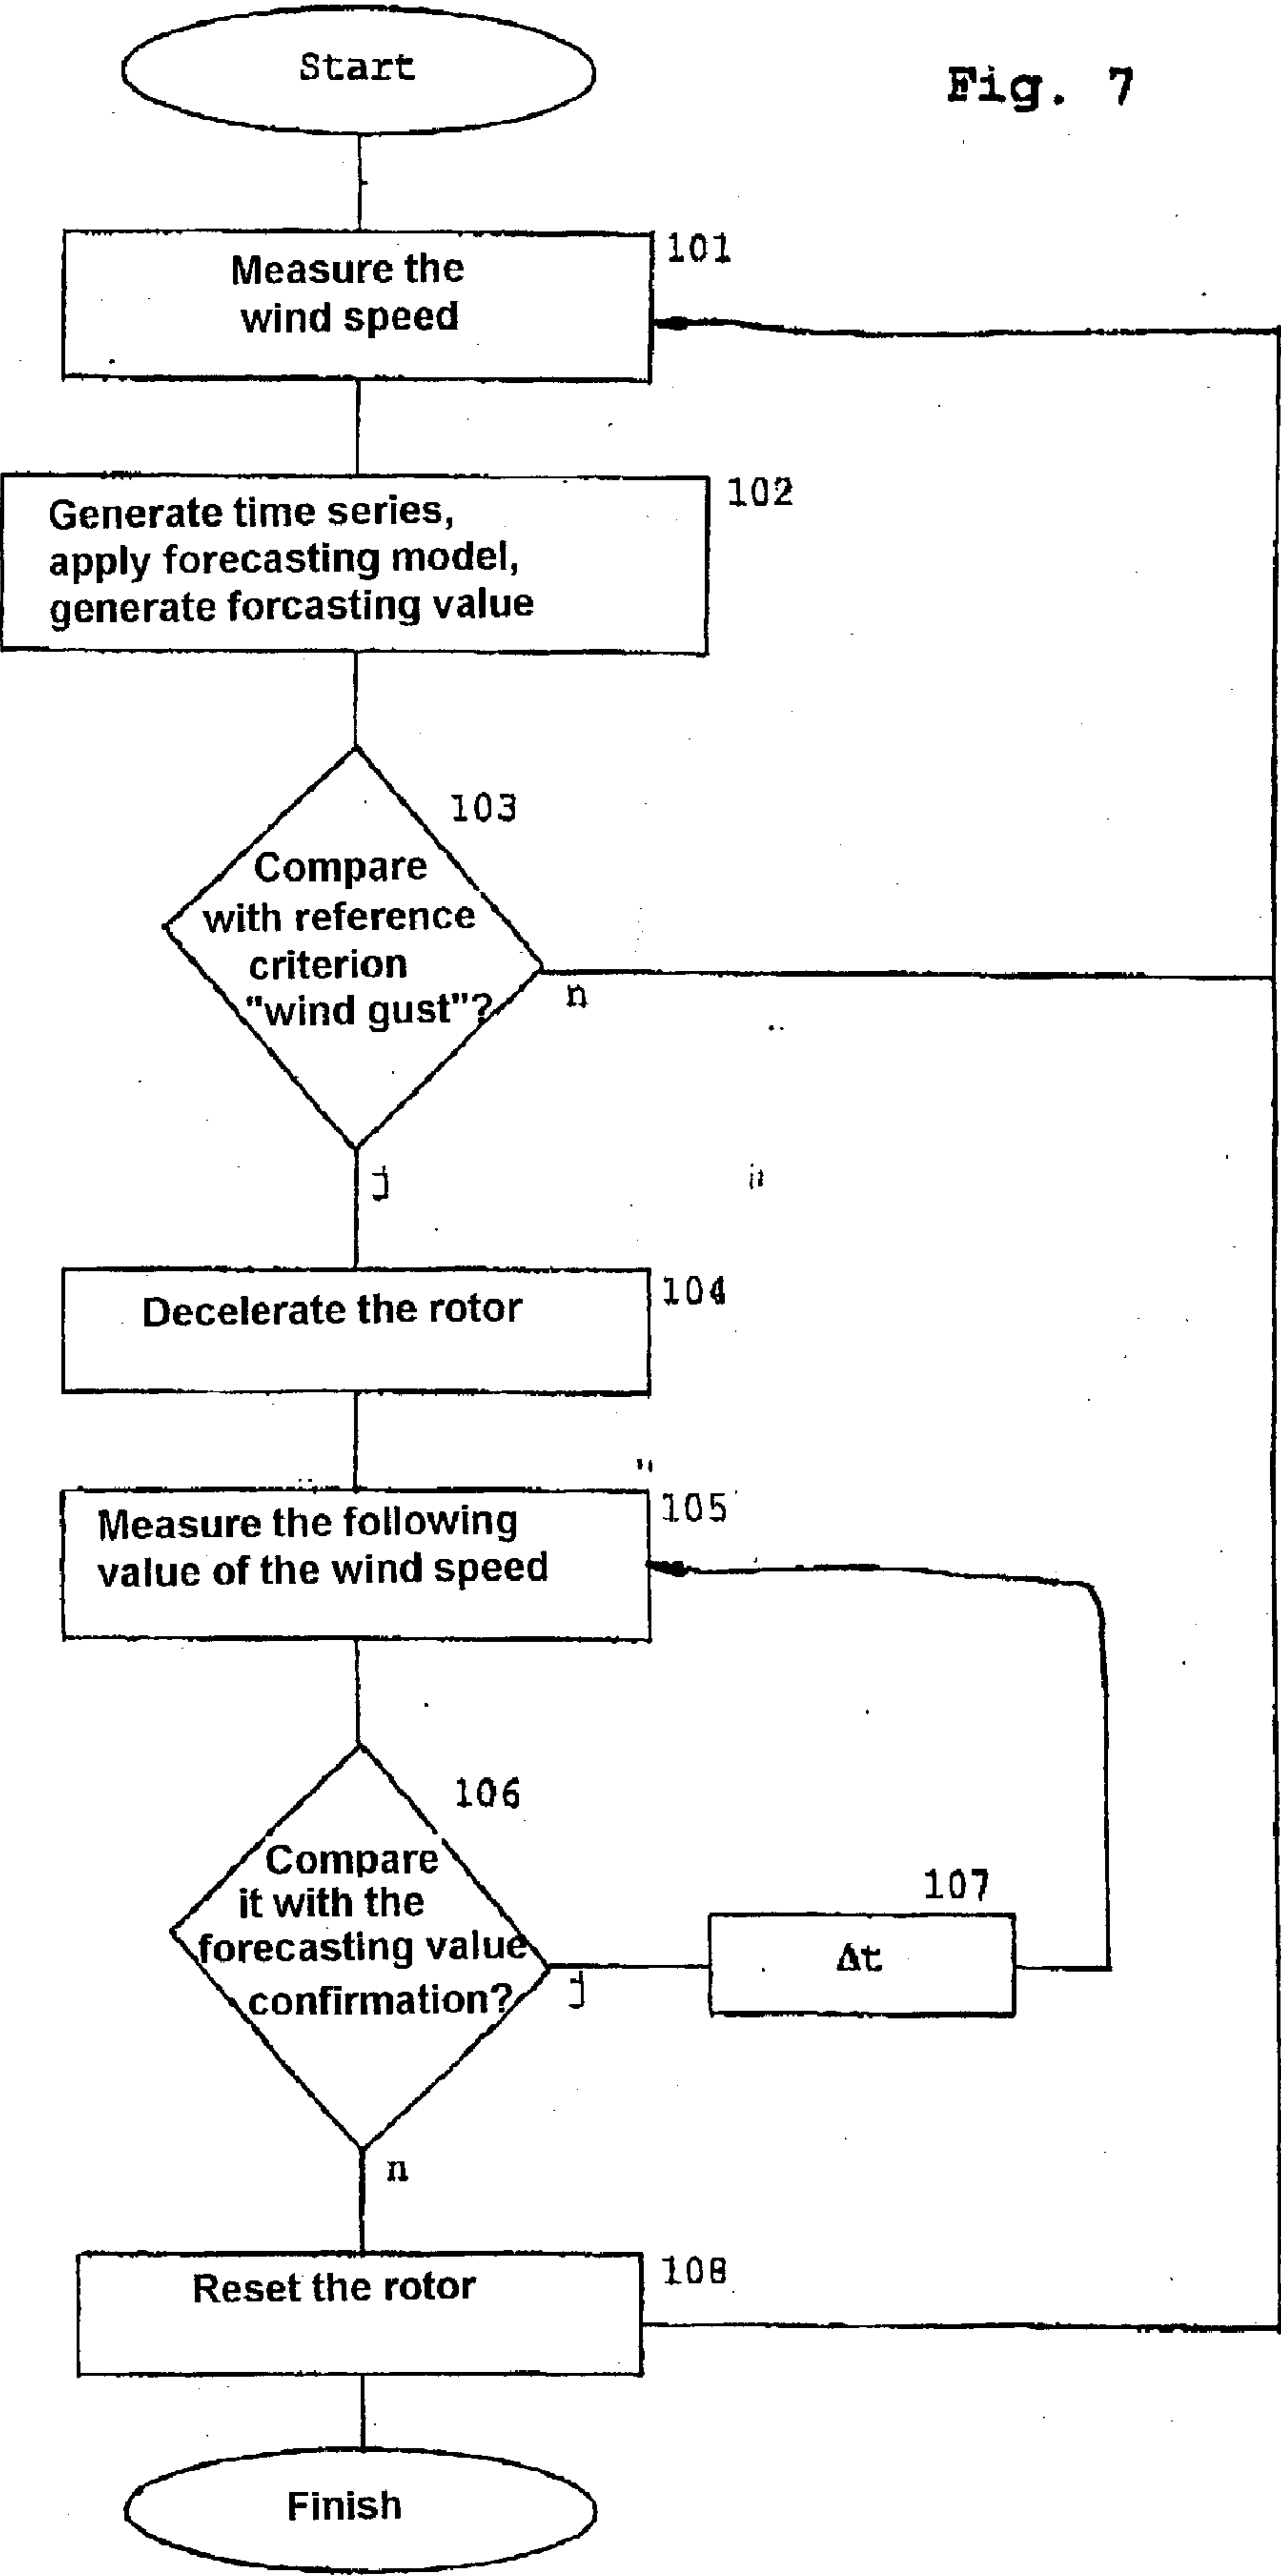 Start
Fig. 7
Measure the
wind speed
101
Generate time series,
apply forecasting model,
generate forcasting value
102
103
Compare
with reference
criterion
"wind gust"?
n
j
Decelerate the rotor
104
Measure the following
value of the wind speed
105
106
Compare
it with the
forecasting value
confirmation?
j
107
Δt
n
Reset the rotor
108
Finish